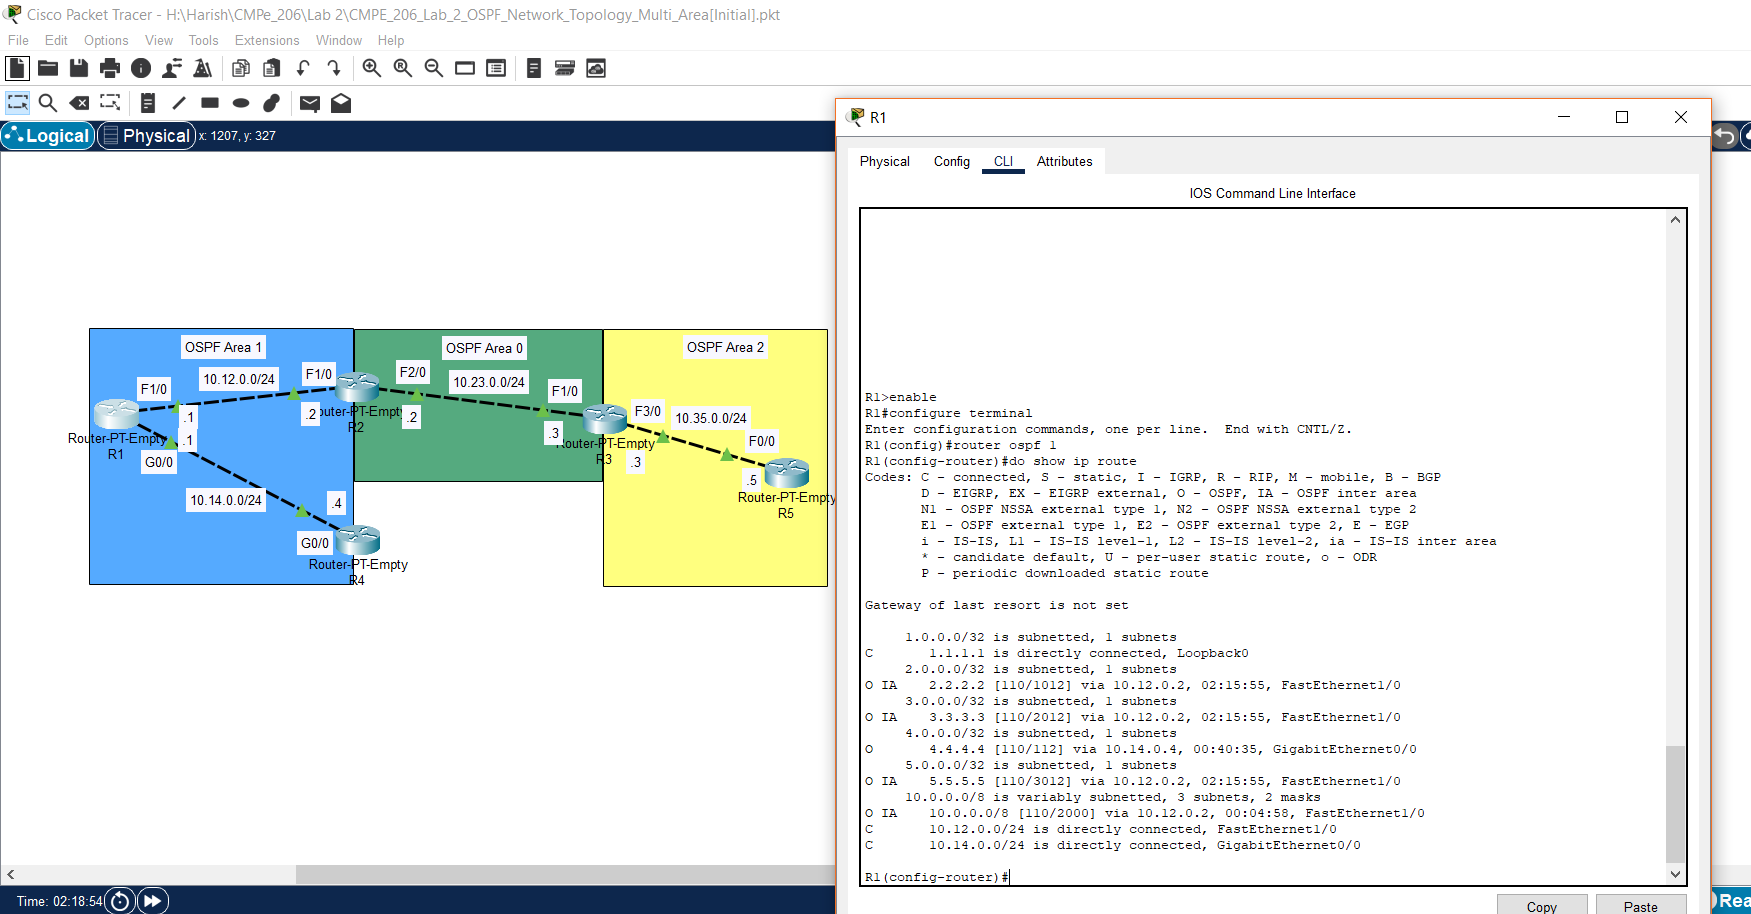 Cisco Packet Tracer - H:\Harish\CMPe_206\Lab 2\CMPE_206_Lab_2_OSPF_Network_Topology_Multi_Area[Initial].pkt
File Edit Options View Tools Extensions Window Help
Logical Physical x: 1207, y: 327
OSPF Area 1
OSPF Area 0
OSPF Area 2
F1/0
10.12.0.0/24
F1/0
F2/0
10.23.0.0/24
F1/0
.1
.2
.2
Router-PT-Empty
R1
.1
G0/0
outer-PT-Empty
R2
.3
F3/0
10.35.0.0/24
outer-PT-Empty
R3
.3
F0/0
.5
Router-PT-Empty
R5
10.14.0.0/24
.4
G0/0
Router-PT-Empty
R4
Time: 02:18:54
R1
Physical Config CLI Attributes
IOS Command Line Interface
R1>enable
R1#configure terminal
Enter configuration commands, one per line. End with CNTL/Z.
R1(config)#router ospf 1
R1(config-router)#do show ip route
Codes: C - connected, S - static, I - IGRP, R - RIP, M - mobile, B - BGP
D - EIGRP, EX - EIGRP external, O - OSPF, IA - OSPF inter area
N1 - OSPF NSSA external type 1, N2 - OSPF NSSA external type 2
E1 - OSPF external type 1, E2 - OSPF external type 2, E - EGP
i - IS-IS, L1 - IS-IS level-1, L2 - IS-IS level-2, ia - IS-IS inter area
* - candidate default, U - per-user static route, o - ODR
P - periodic downloaded static route
Gateway of last resort is not set
1.0.0.0/32 is subnetted, 1 subnets
C 1.1.1.1 is directly connected, Loopback0
2.0.0.0/32 is subnetted, 1 subnets
O IA 2.2.2.2 [110/1012] via 10.12.0.2, 02:15:55, FastEthernet1/0
3.0.0.0/32 is subnetted, 1 subnets
O IA 3.3.3.3 [110/2012] via 10.12.0.2, 02:15:55, FastEthernet1/0
4.0.0.0/32 is subnetted, 1 subnets
O 4.4.4.4 [110/112] via 10.14.0.4, 00:40:35, GigabitEthernet0/0
5.0.0.0/32 is subnetted, 1 subnets
O IA 5.5.5.5 [110/3012] via 10.12.0.2, 02:15:55, FastEthernet1/0
10.0.0.0/8 is variably subnetted, 3 subnets, 2 masks
O IA 10.0.0.0/8 [110/2000] via 10.12.0.2, 00:04:58, FastEthernet1/0
C 10.12.0.0/24 is directly connected, FastEthernet1/0
C 10.14.0.0/24 is directly connected, GigabitEthernet0/0
R1(config-router)#
Copy Paste
Rea